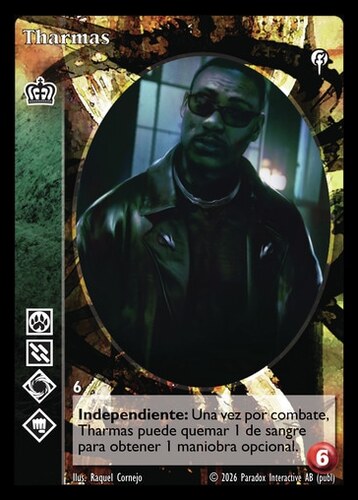 Tharmas
6
Independiente: Una vez por combate,
Tharmas puede quemar 1 de sangre
para obtener 1 maniobra opcional.
6
Ilus: Raquel Cornejo © 2026 Paradox Interactive AB (publ)